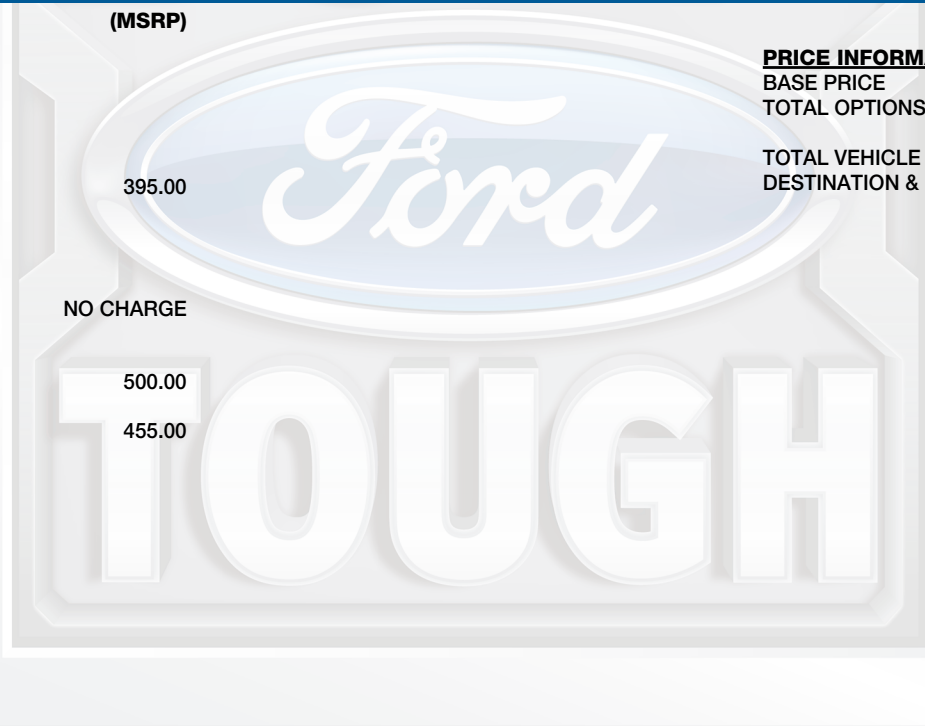 (MSRP)
395.00
NO CHARGE
500.00
455.00
PRICE INFORM
BASE PRICE
TOTAL OPTIONS
TOTAL VEHICLE
DESTINATION &
Ford
TOUGH